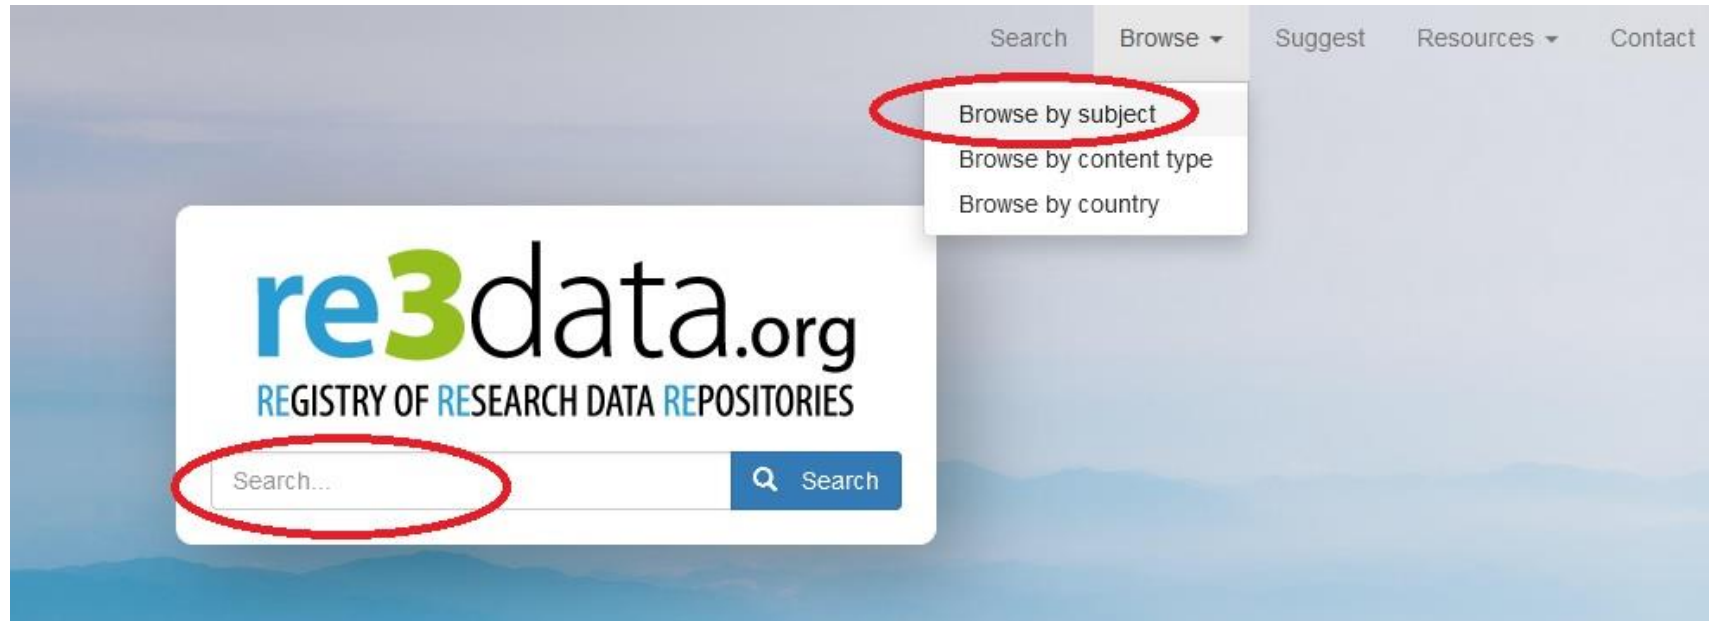 Search Browse Suggest Resources Contact
Browse by subject
Browse by content type
Browse by country
re3data.org
REGISTRY OF RESEARCH DATA REPOSITORIES
Search... Search